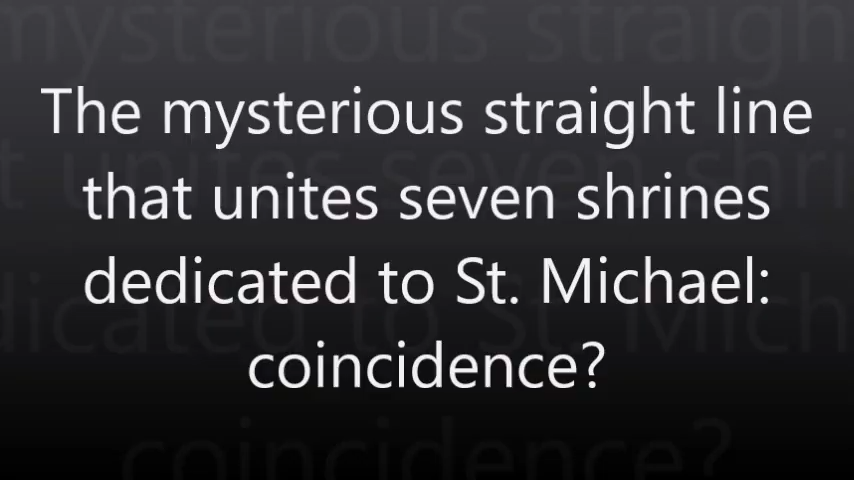 The mysterious straight line
that unites seven shrines
dedicated to St. Michael:
coincidence?